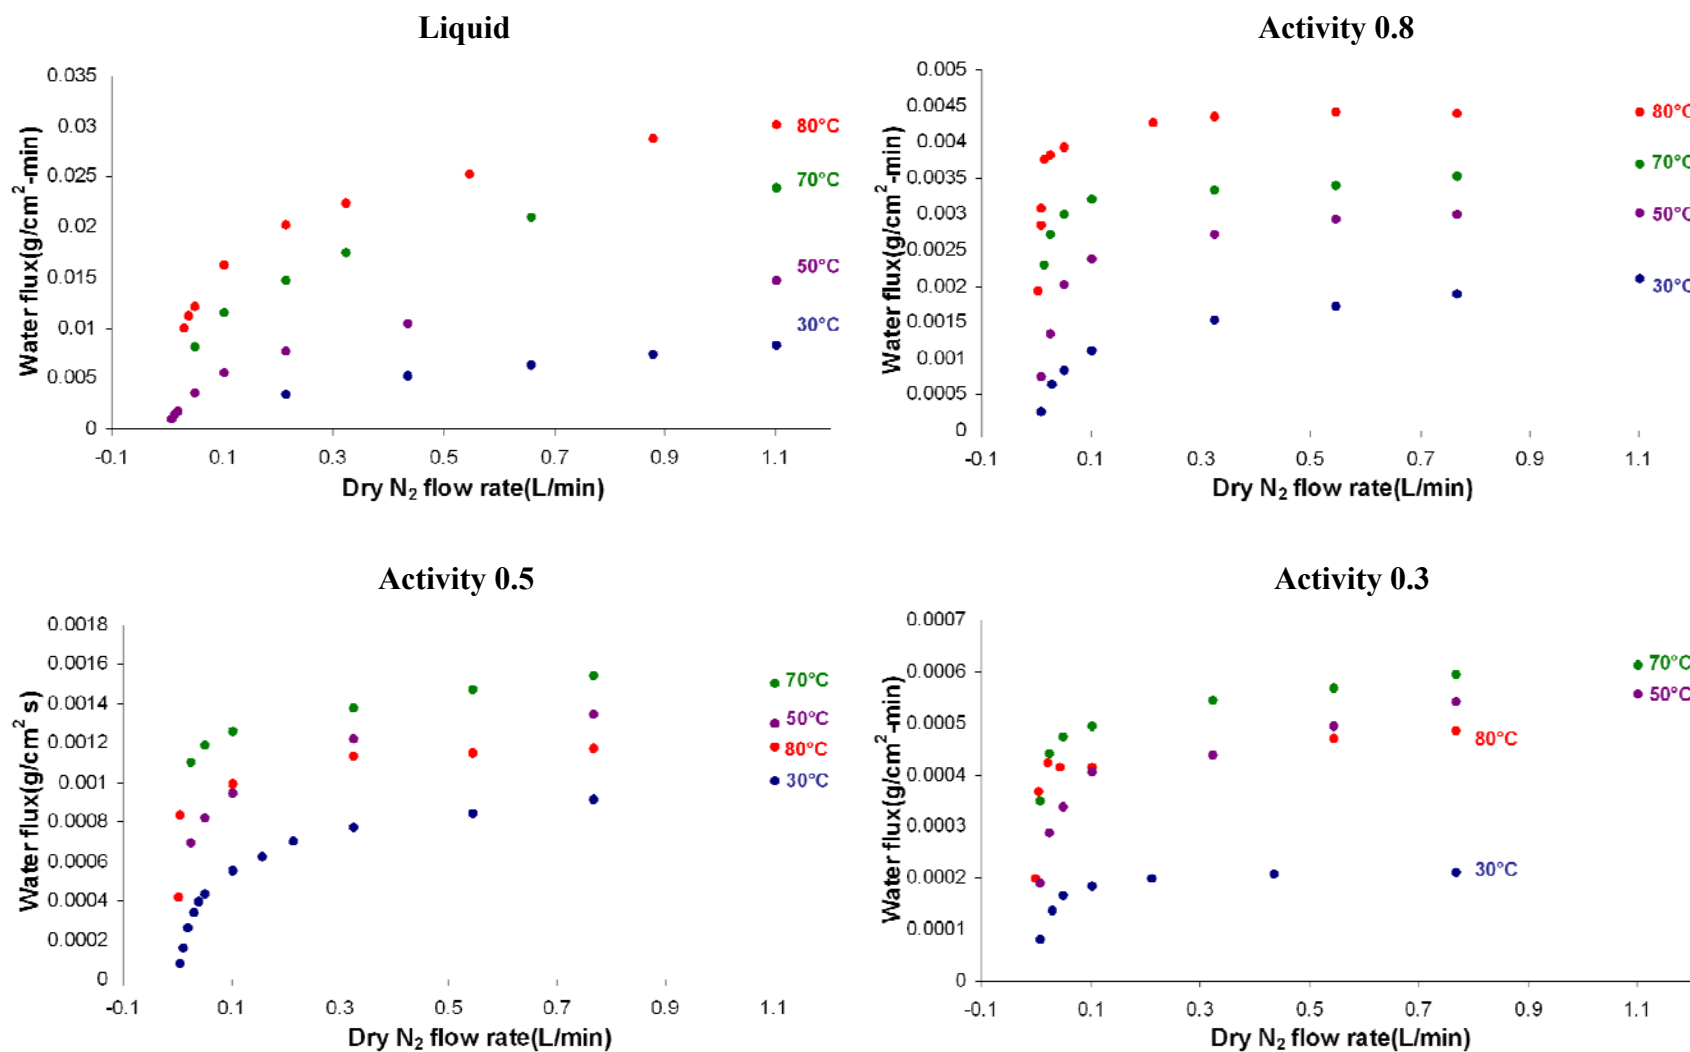 Liquid
Water flux(g/cm²-min)
0.035
0.03
0.025
0.02
0.015
0.01
0.005
0
80°C
70°C
50°C
30°C
-0.1 0.1 0.3 0.5 0.7 0.9 1.1
Dry N₂ flow rate(L/min)
Activity 0.8
Water flux(g/cm²-min)
0.005
0.0045
0.004
0.0035
0.003
0.0025
0.002
0.0015
0.001
0.0005
0
80°C
70°C
50°C
30°C
-0.1 0.1 0.3 0.5 0.7 0.9 1.1
Dry N₂ flow rate(L/min)
Activity 0.5
Water flux(g/cm² s)
0.0018
0.0016
0.0014
0.0012
0.001
0.0008
0.0006
0.0004
0.0002
0
70°C
50°C
80°C
30°C
-0.1 0.1 0.3 0.5 0.7 0.9 1.1
Dry N₂ flow rate(L/min)
Activity 0.3
Water flux(g/cm²-min)
0.0007
0.0006
0.0005
0.0004
0.0003
0.0002
0.0001
0
70°C
50°C
80°C
30°C
-0.1 0.1 0.3 0.5 0.7 0.9 1.1
Dry N₂ flow rate(L/min)